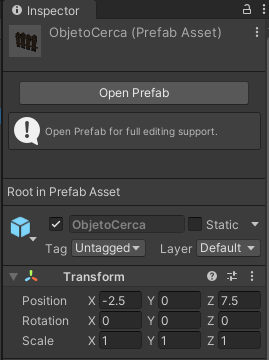 Inspector
ObjetoCerca (Prefab Asset)
Open Prefab
Open Prefab for full editing support.
Root in Prefab Asset
ObjetoCerca Static
Tag Untagged Layer Default
Transform
Position X -2.5 Y 0 Z 7.5
Rotation X 0 Y 0 Z 0
Scale X 1 Y 1 Z 1